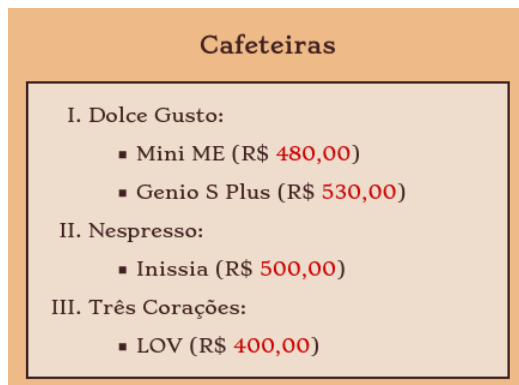 Cafeteiras
I. Dolce Gusto:
▪ Mini ME (R$ 480,00)
▪ Genio S Plus (R$ 530,00)
II. Nespresso:
▪ Inissia (R$ 500,00)
III. Três Corações:
▪ LOV (R$ 400,00)